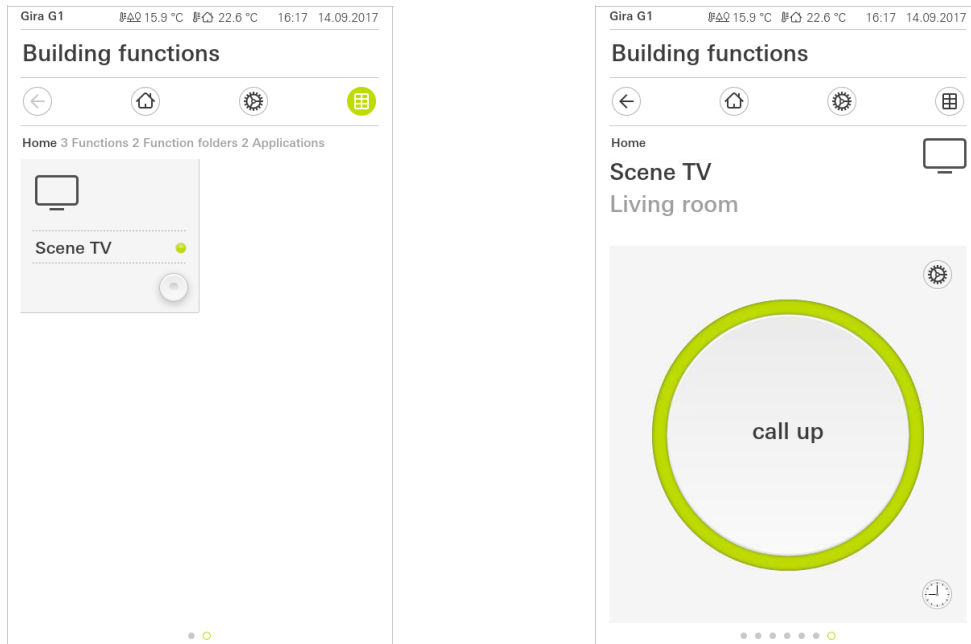 Gira G1 15.9 °C 22.6 °C 16:17 14.09.2017
Building functions
Home 3 Functions 2 Function folders 2 Applications
Scene TV
Gira G1 15.9 °C 22.6 °C 16:17 14.09.2017
Building functions
Home
Scene TV
Living room
call up